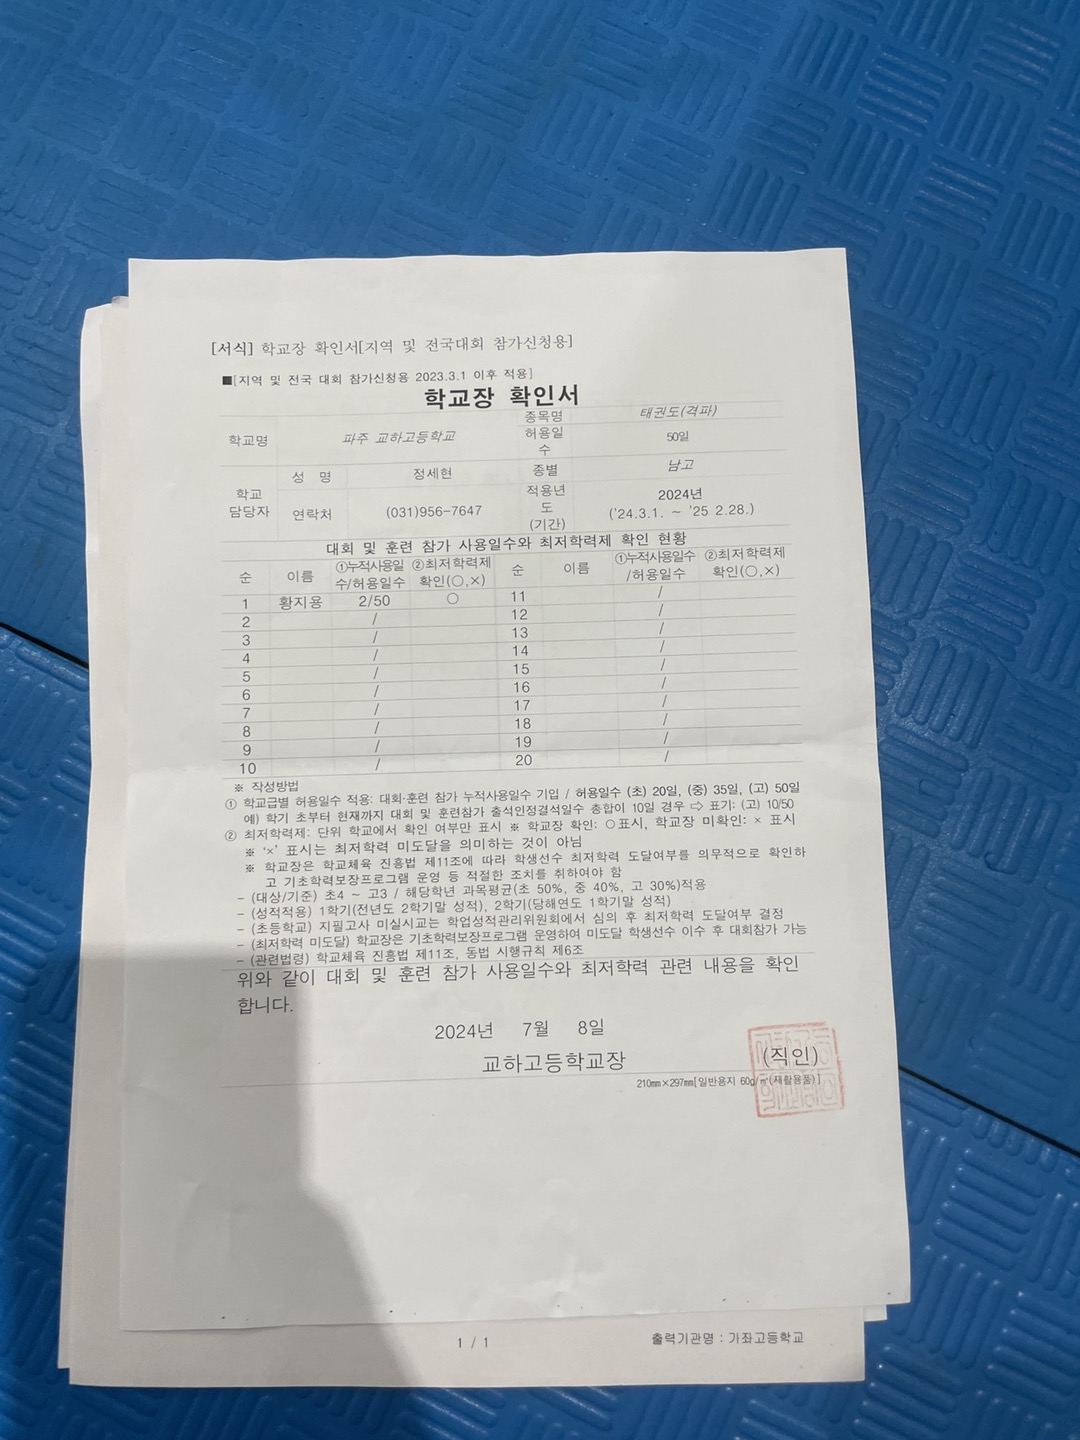 [서식] 학교장 확인서[지역 및 전국대회 참가신청용]
■[지역 및 전국 대회 참가신청용 2023.3.1 이후 적용]
학교장 확인서
학교명 파주 교하고등학교 종목명 태권도(격파)
허용일수 50일
학교 담당자 성 명 정세현 종별 남고
연락처 (031)956-7647 적용년도 (기간) 2024년 ('24.3.1. ~ '25 2.28.)
대회 및 훈련 참가 사용일수와 최저학력제 확인 현황
순 이름 ①누적사용일수/허용일수 ②최저학력제 확인(○,×) 순 이름 ①누적사용일수/허용일수 ②최저학력제 확인(○,×)
1 황지용 2/50 ○ 11 /
2 / 12 /
3 / 13 /
4 / 14 /
5 / 15 /
6 / 16 /
7 / 17 /
8 / 18 /
9 / 19 /
10 / 20 /
※ 작성방법
① 학교급별 허용일수 적용: 대회·훈련 참가 누적사용일수 기입 / 허용일수 (초) 20일, (중) 35일, (고) 50일
예) 학기 초부터 현재까지 대회 및 훈련참가 출석인정결석일수 총합이 10일 경우 ⇨ 표기: (고) 10/50
② 최저학력제: 단위 학교에서 확인 여부만 표시 ※ 학교장 확인: ○표시, 학교장 미확인: × 표시
※ '×' 표시는 최저학력 미도달을 의미하는 것이 아님
※ 학교장은 학교체육 진흥법 제11조에 따라 학생선수 최저학력 도달여부를 의무적으로 확인하
고 기초학력보장프로그램 운영 등 적절한 조치를 취하여야 함
- (대상/기준) 초4 ~ 고3 / 해당학년 과목평균(초 50%, 중 40%, 고 30%)적용
- (성적적용) 1학기(전년도 2학기말 성적), 2학기(당해연도 1학기말 성적)
- (초등학교) 지필고사 미실시교는 학업성적관리위원회에서 심의 후 최저학력 도달여부 결정
- (최저학력 미도달) 학교장은 기초학력보장프로그램 운영하여 미도달 학생선수 이수 후 대회참가 가능
- (관련법령) 학교체육 진흥법 제11조, 동법 시행규칙 제6조
위와 같이 대회 및 훈련 참가 사용일수와 최저학력 관련 내용을 확인
합니다.
2024년 7월 8일
교하고등학교장 (직인)
210㎜×297㎜[일반용지 60g/㎡(재활용품)]
1 / 1 출력기관명 : 가좌고등학교